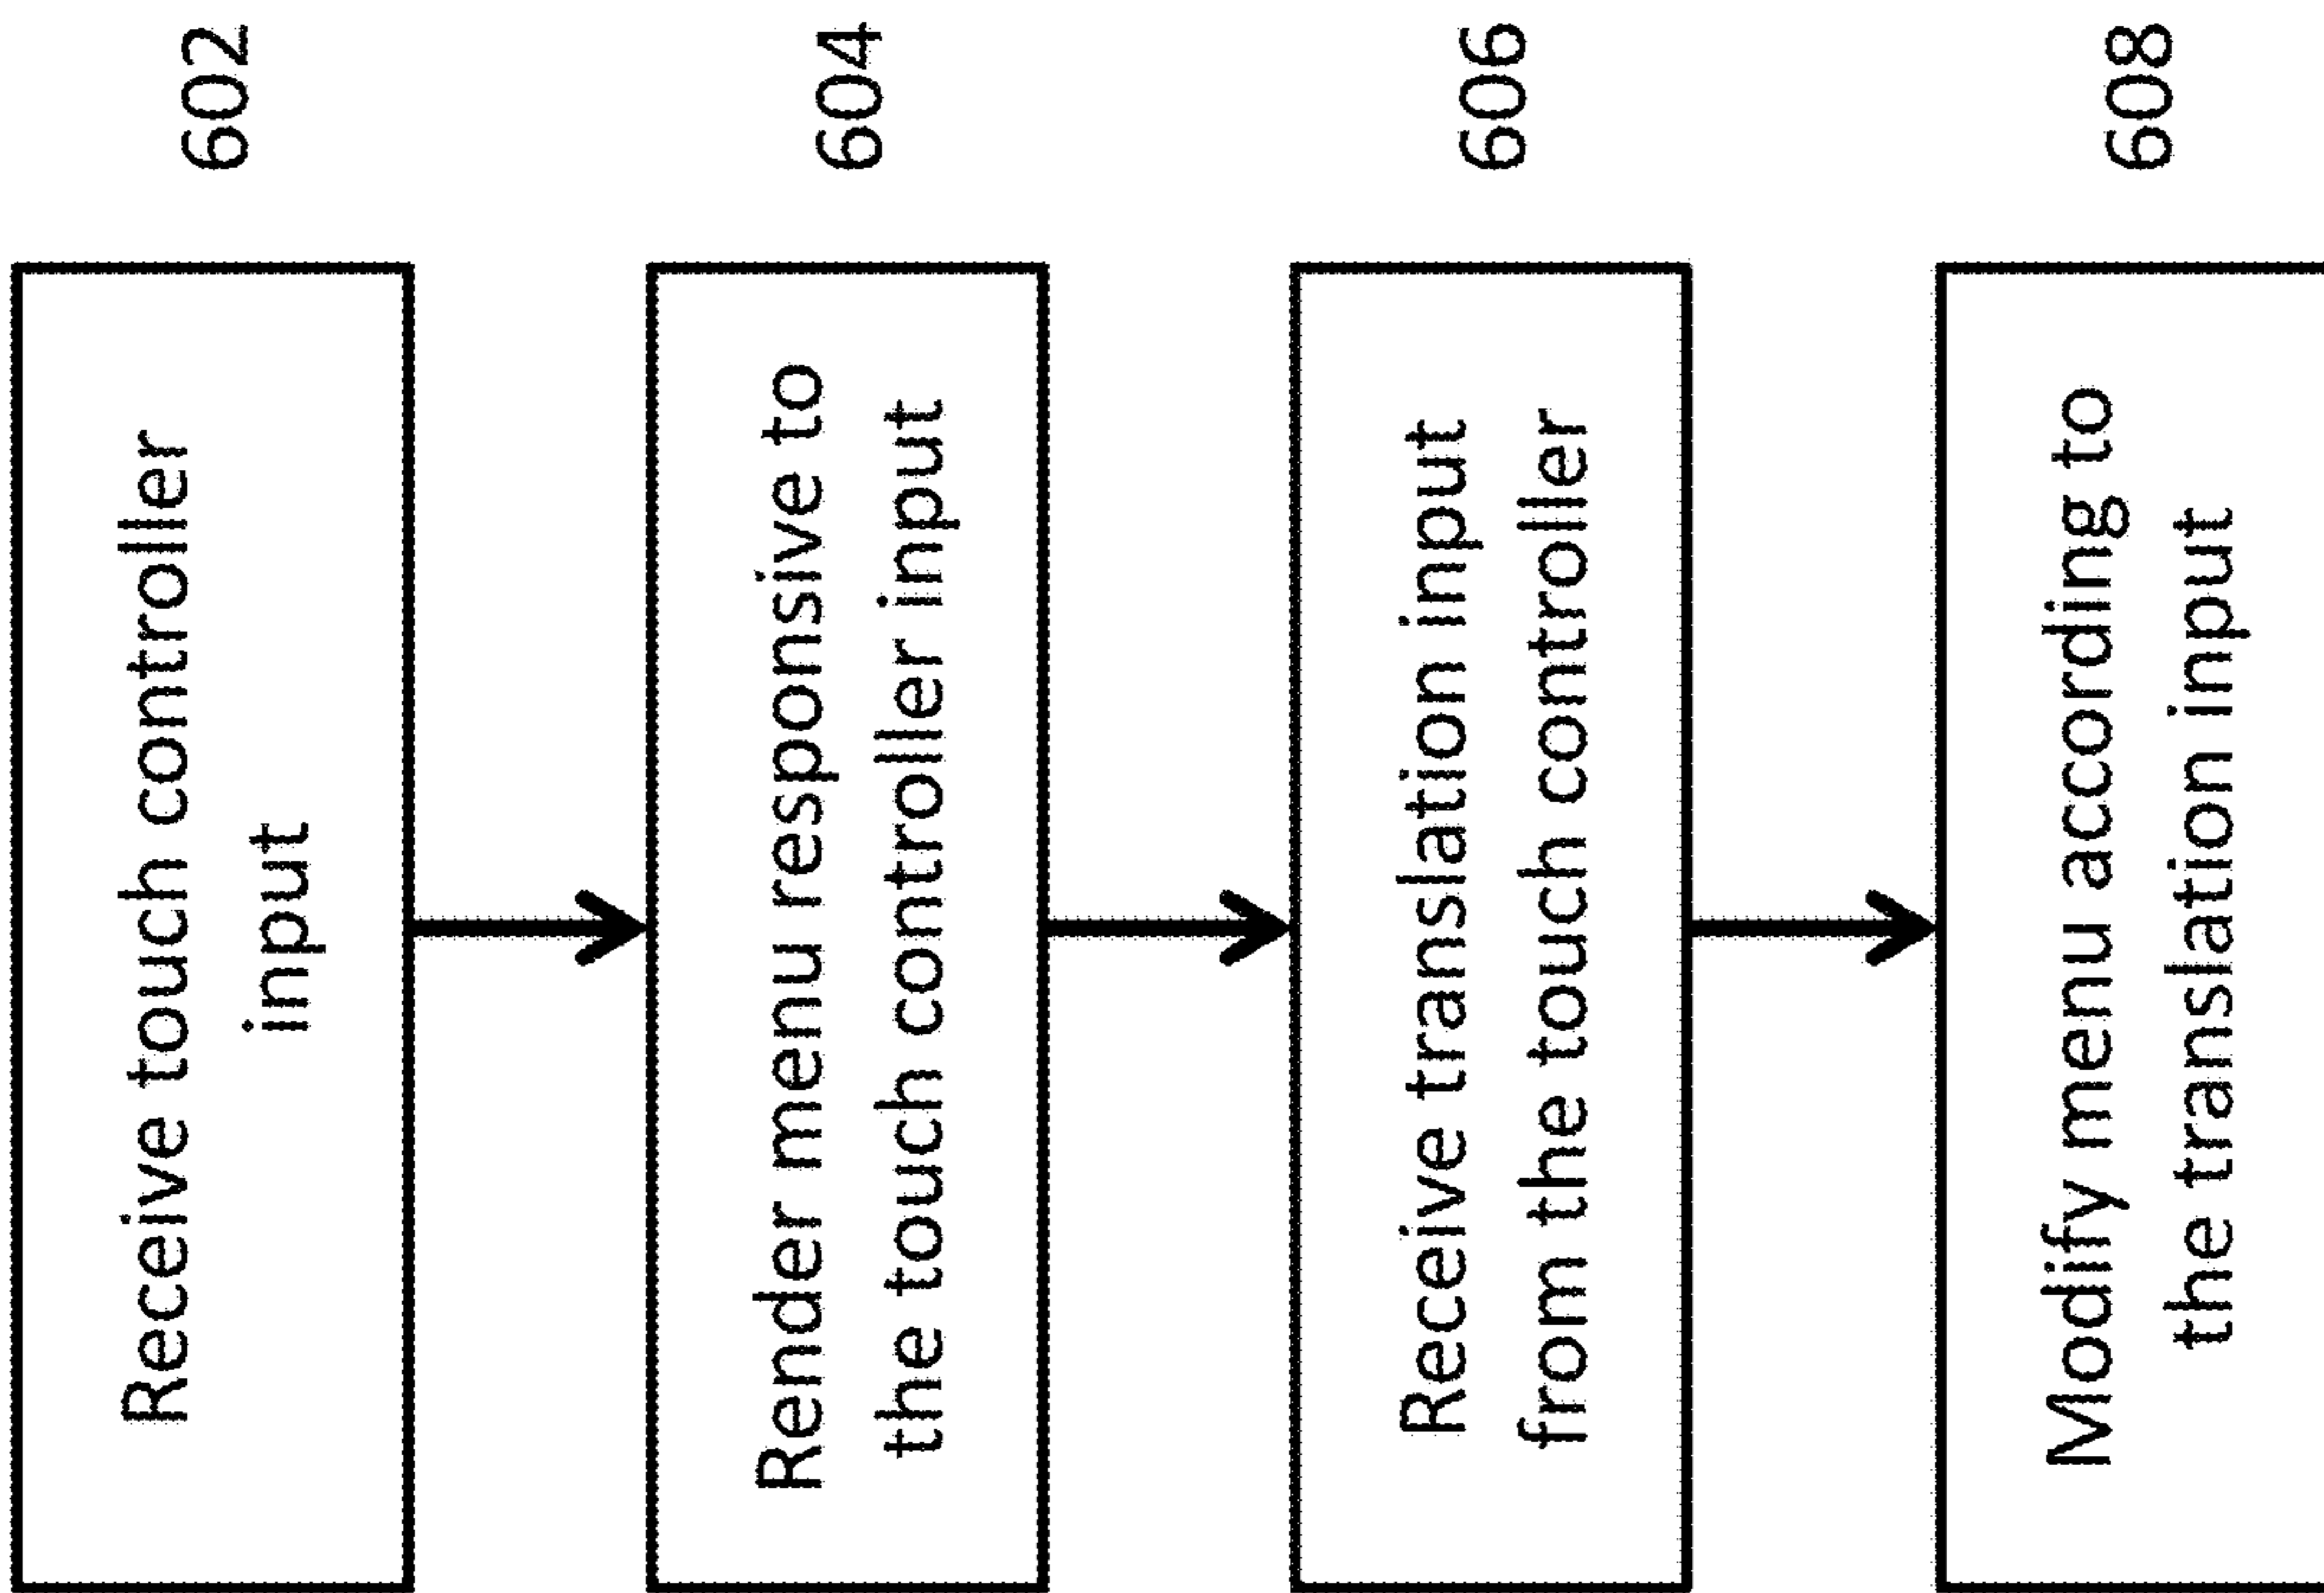 Receive touch controller
input
602
Render menu responsive to
the touch controller input
604
Receive translation input
from the touch controller
606
Modify menu according to
the translation input
608